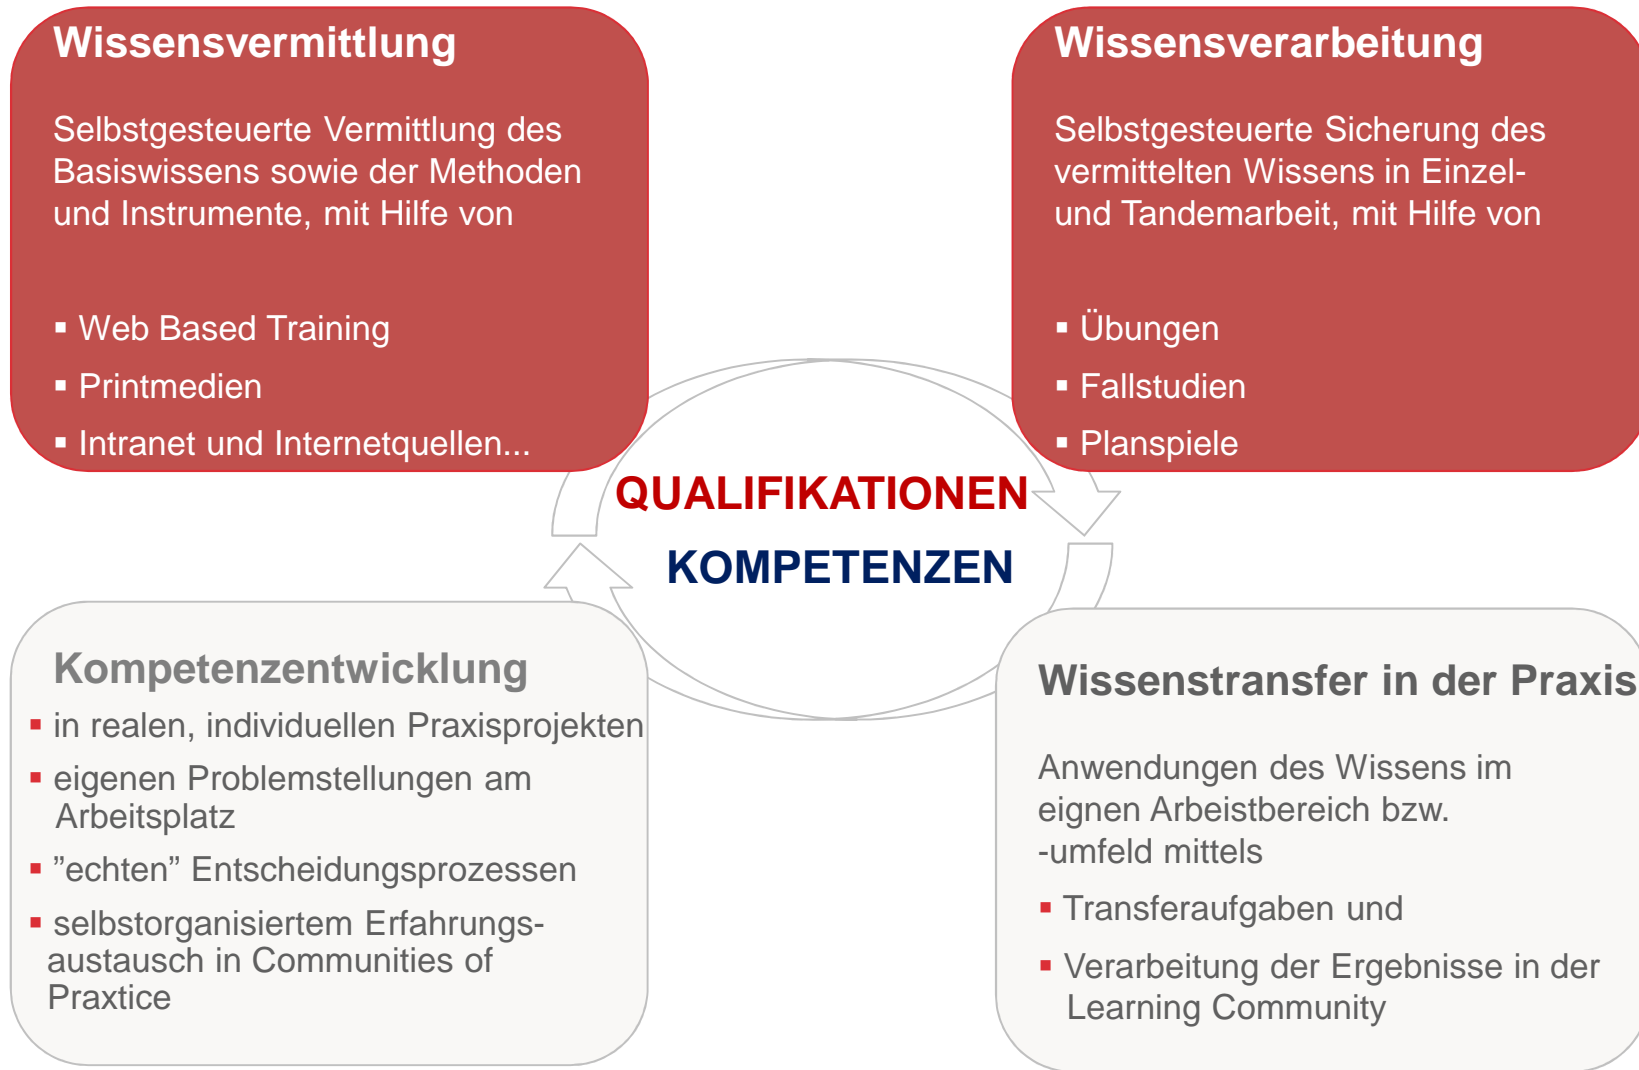 Wissensvermittlung
Selbstgesteuerte Vermittlung des
Basiswissens sowie der Methoden
und Instrumente, mit Hilfe von
▪ Web Based Training
▪ Printmedien
▪ Intranet und Internetquellen...
Wissensverarbeitung
Selbstgesteuerte Sicherung des
vermittelten Wissens in Einzel-
und Tandemarbeit, mit Hilfe von
▪ Übungen
▪ Fallstudien
▪ Planspiele
QUALIFIKATIONEN
KOMPETENZEN
Kompetenzentwicklung
▪ in realen, individuellen Praxisprojekten
▪ eigenen Problemstellungen am
Arbeitsplatz
▪ ”echten” Entscheidungsprozessen
▪ selbstorganisiertem Erfahrungs-
austausch in Communities of
Praxtice
Wissenstransfer in der Praxis
Anwendungen des Wissens im
eignen Arbeistbereich bzw.
-umfeld mittels
▪ Transferaufgaben und
▪ Verarbeitung der Ergebnisse in der
Learning Community